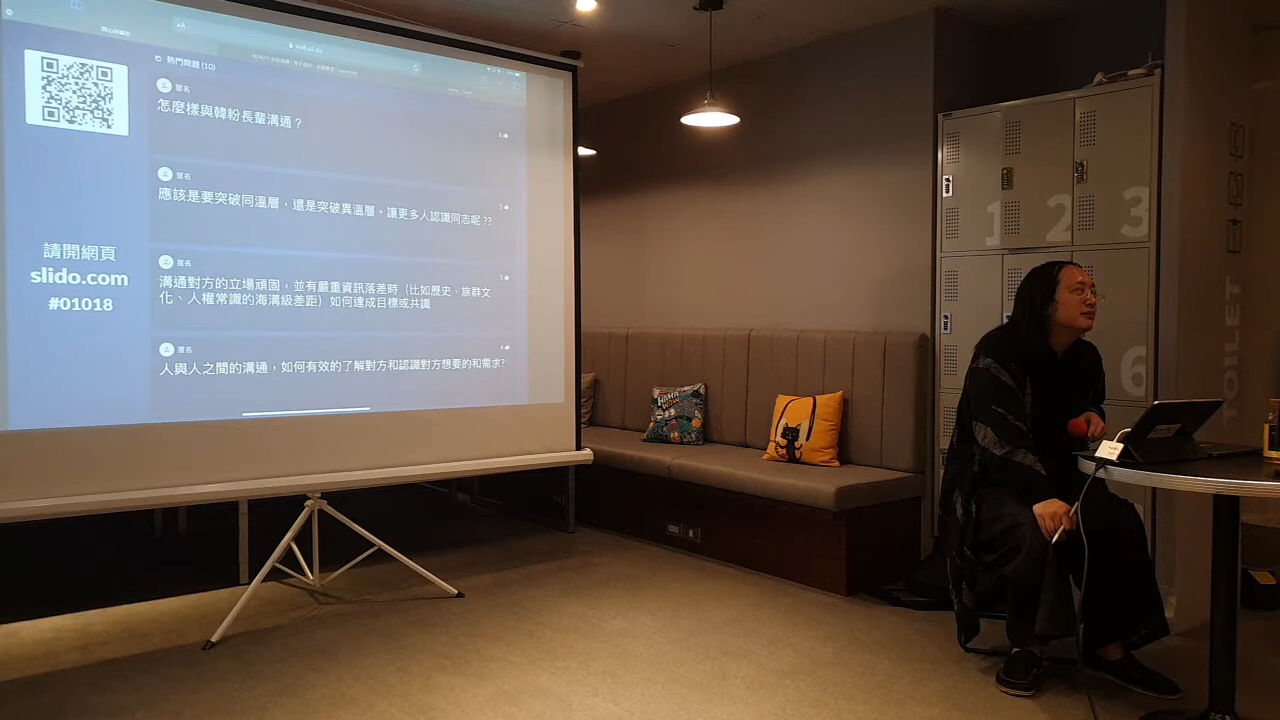 熱門問題 (10)
匿名
怎麼樣與韓粉長輩溝通？
匿名
應該是要突破同溫層，還是突破異溫層。讓更多人認識同志呢 ??
匿名
溝通對方的立場頑固，並有嚴重資訊落差時（比如歷史、族群文
化、人權常識的海溝級差距）如何達成目標或共識
匿名
人與人之間的溝通，如何有效的了解對方和認識對方想要的和需求?
請開網頁
slido.com
#01018
1
2
3
6
TOILET